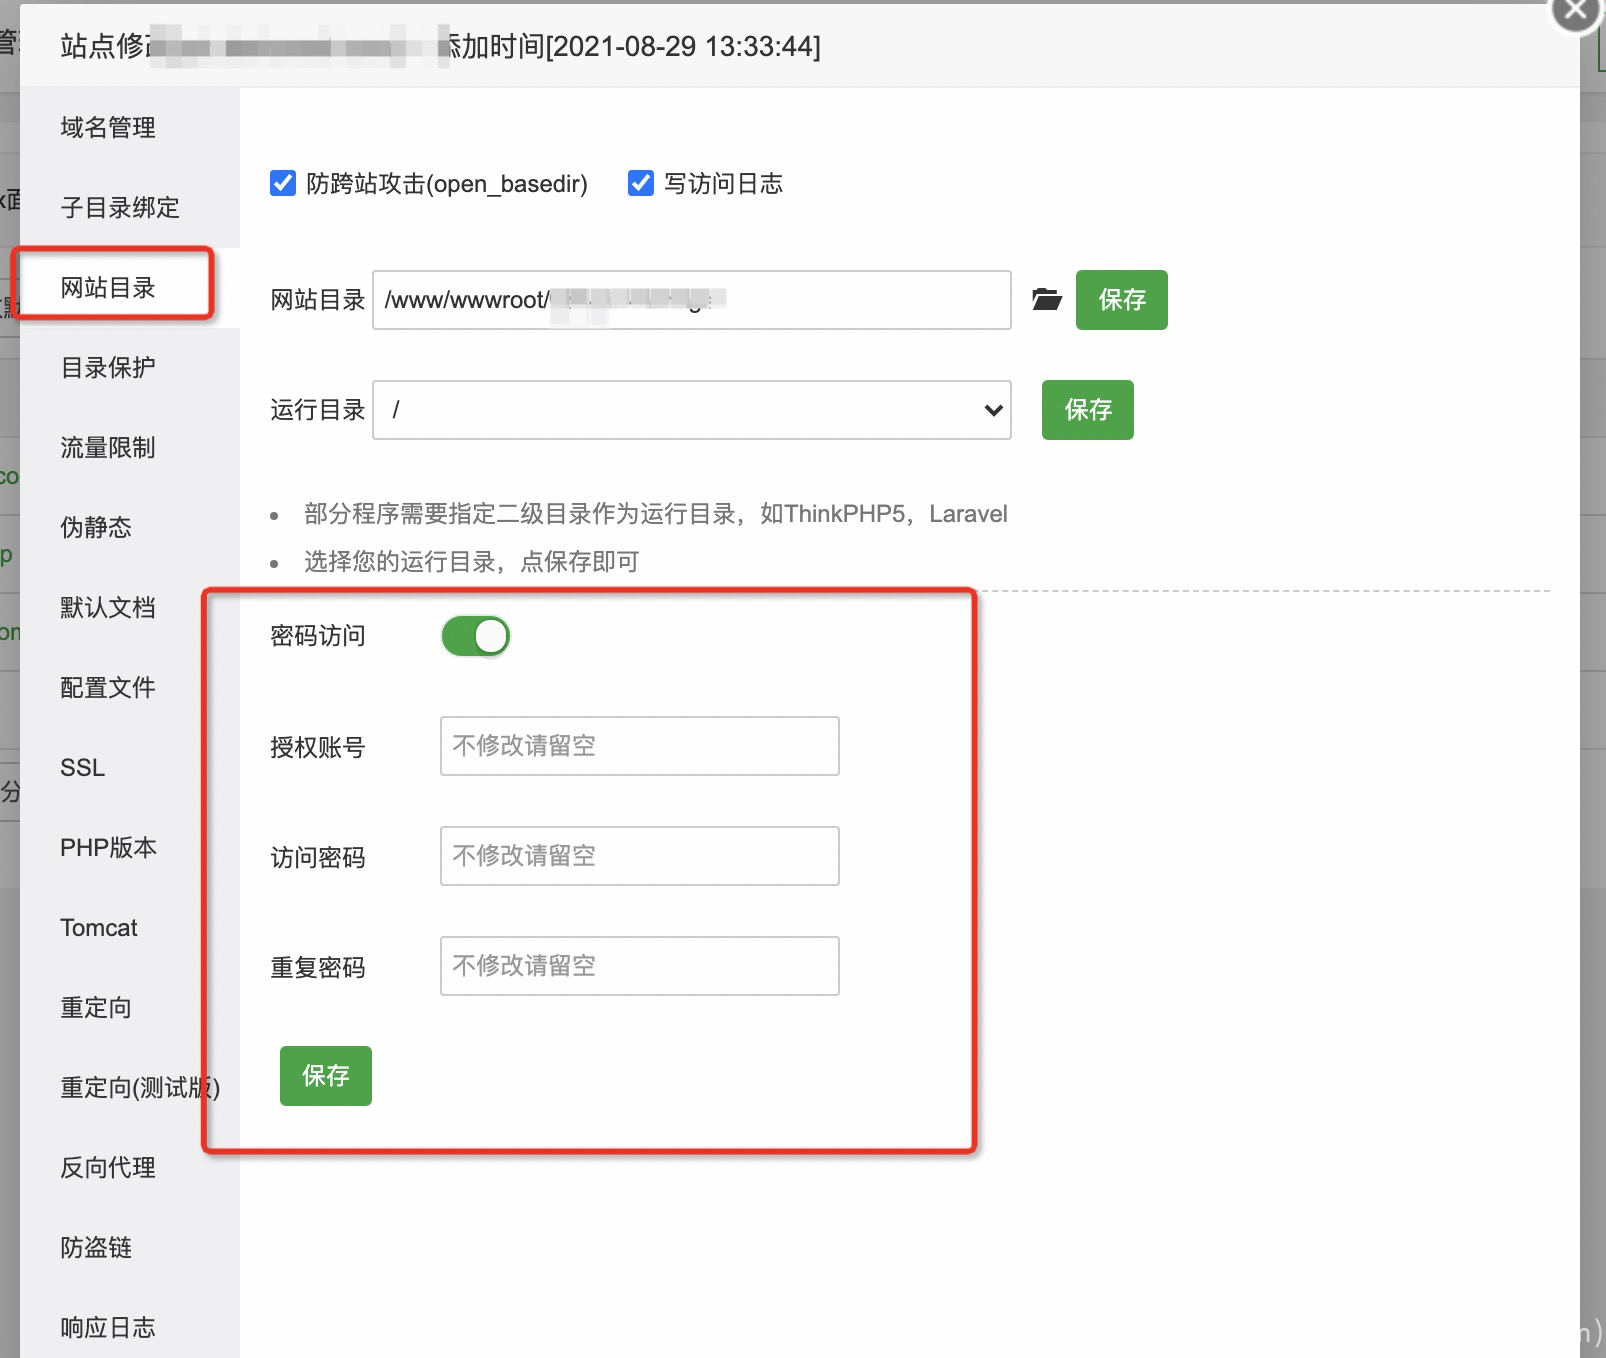 站点修
添加时间[2021-08-29 13:33:44]
域名管理
子目录绑定
网站目录
目录保护
流量限制
伪静态
默认文档
配置文件
SSL
PHP版本
Tomcat
重定向
重定向(测试版)
反向代理
防盗链
响应日志
防跨站攻击(open_basedir)
写访问日志
网站目录
/www/wwwroot/
保存
运行目录
/
保存
部分程序需要指定二级目录作为运行目录，如ThinkPHP5，Laravel
选择您的运行目录，点保存即可
密码访问
授权账号
不修改请留空
访问密码
不修改请留空
重复密码
不修改请留空
保存